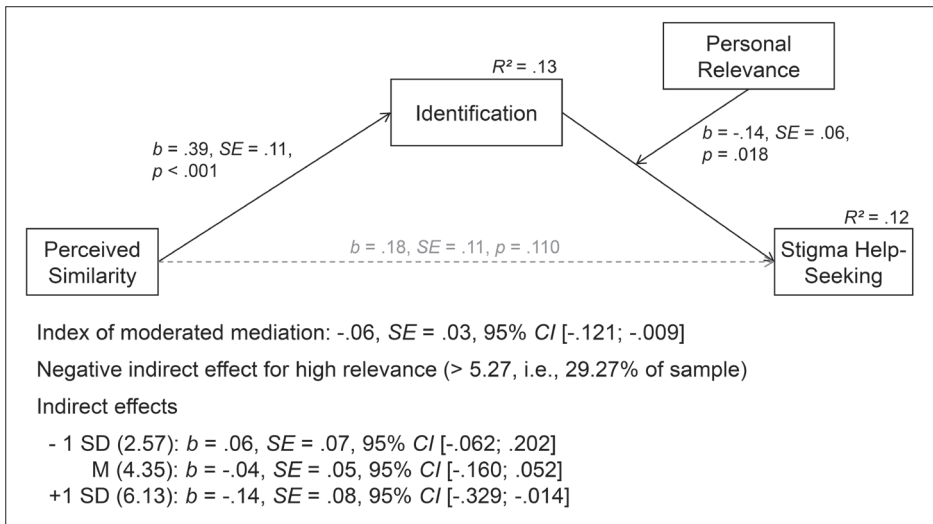 Personal
Relevance
R² = .13
Identification
b = -.14, SE = .06,
p = .018
b = .39, SE = .11,
p < .001
R² = .12
Perceived
Similarity
b = .18, SE = .11, p = .110
Stigma Help-
Seeking
Index of moderated mediation: -.06, SE = .03, 95% CI [-.121; -.009]
Negative indirect effect for high relevance (> 5.27, i.e., 29.27% of sample)
Indirect effects
- 1 SD (2.57): b = .06, SE = .07, 95% CI [-.062; .202]
M (4.35): b = -.04, SE = .05, 95% CI [-.160; .052]
+1 SD (6.13): b = -.14, SE = .08, 95% CI [-.329; -.014]